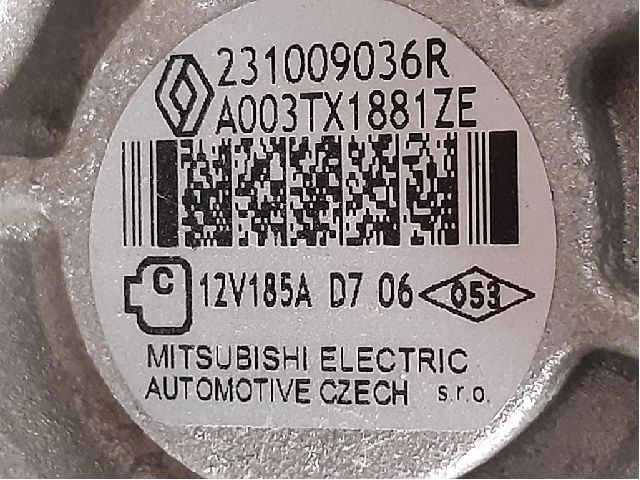 231009036R
A003TX1881ZE
C 12V185A D7 06 053
MITSUBISHI ELECTRIC
AUTOMOTIVE CZECH s.r.o.